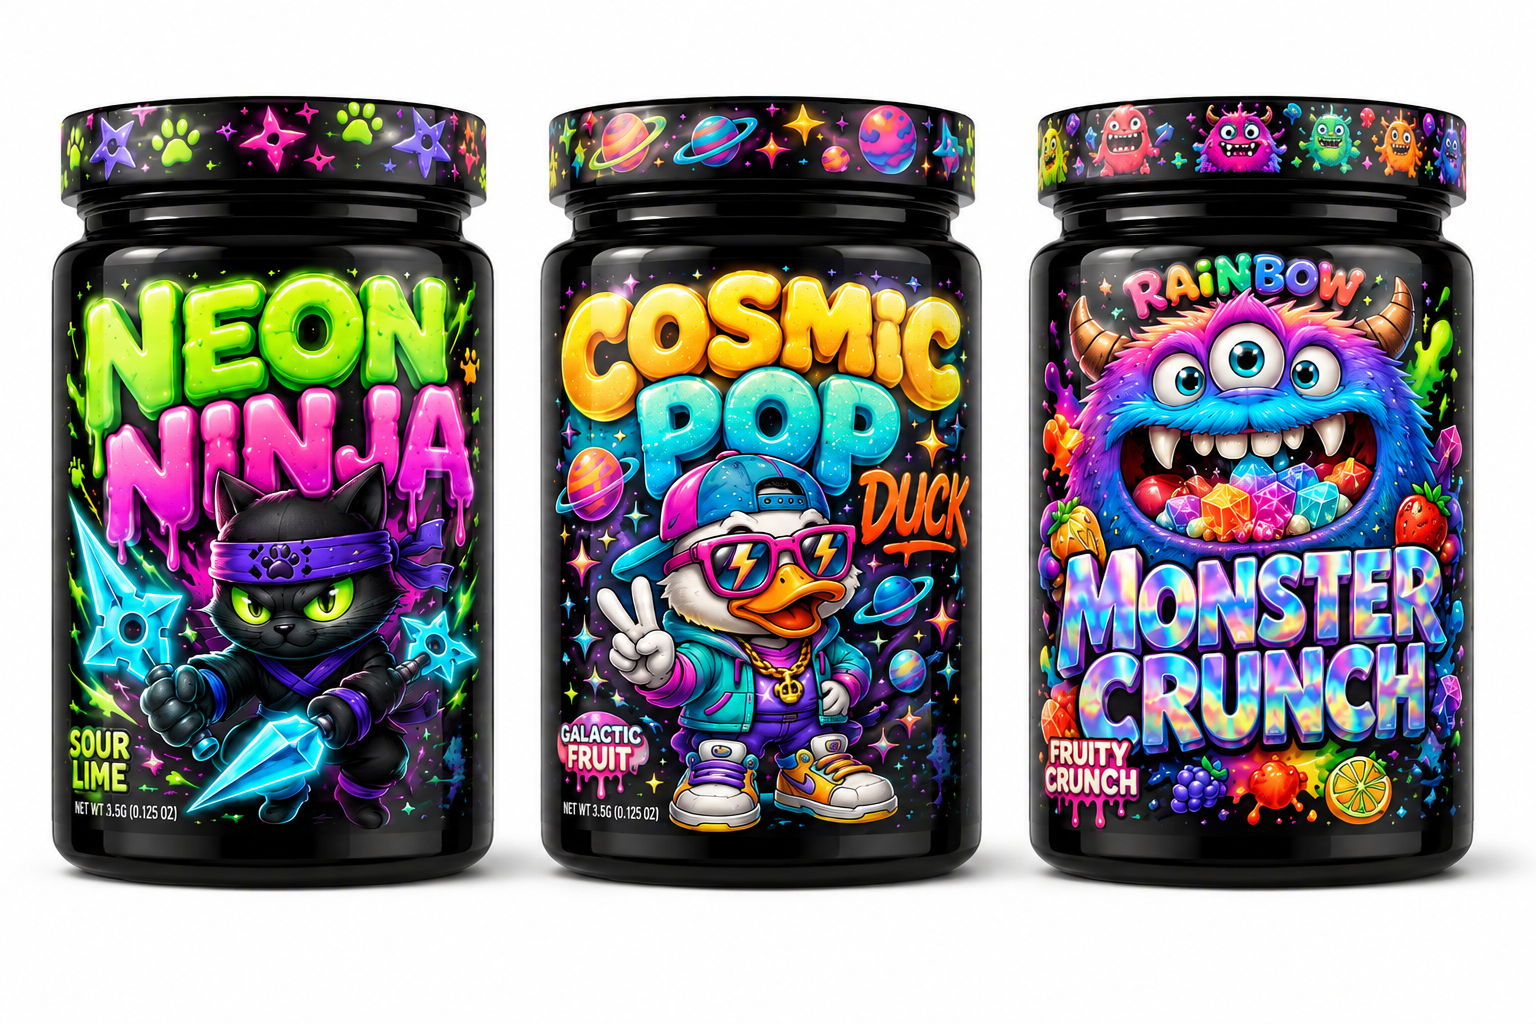 NEON
NINJA
SOUR
LIME
NET WT 3.5G (0.125 OZ)
COSMIC
POP
DUCK
GALACTIC
FRUIT
NET WT 3.5G (0.125 OZ)
RAiNBOW
MONSTER
CRUNCH
FRUITY
CRUNCH